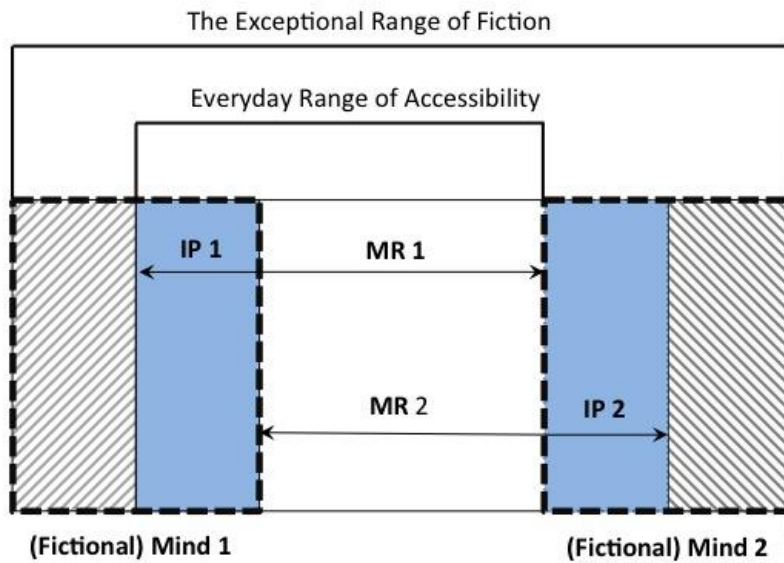 The Exceptional Range of Fiction
Everyday Range of Accessibility
IP 1 MR 1
MR 2 IP 2
(Fictional) Mind 1 (Fictional) Mind 2